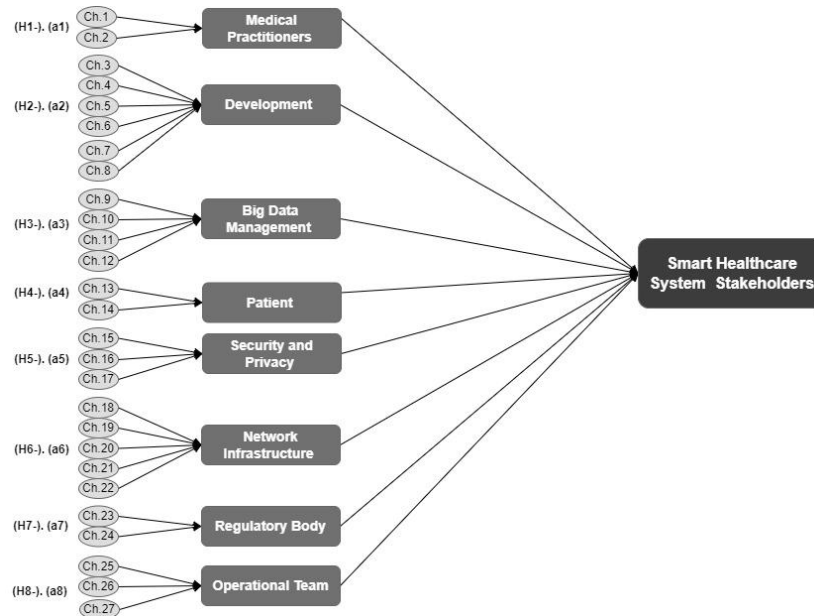 (H1-). (a1)
Ch.1
Ch.2
Medical
Practitioners
(H2-). (a2)
Ch.3
Ch.4
Ch.5
Ch.6
Ch.7
Ch.8
Development
(H3-). (a3)
Ch.9
Ch.10
Ch.11
Ch.12
Big Data
Management
(H4-). (a4)
Ch.13
Ch.14
Patient
(H5-). (a5)
Ch.15
Ch.16
Ch.17
Security and
Privacy
(H6-). (a6)
Ch.18
Ch.19
Ch.20
Ch.21
Ch.22
Network
Infrastructure
(H7-). (a7)
Ch.23
Ch.24
Regulatory Body
(H8-). (a8)
Ch.25
Ch.26
Ch.27
Operational Team
Smart Healthcare
System Stakeholders